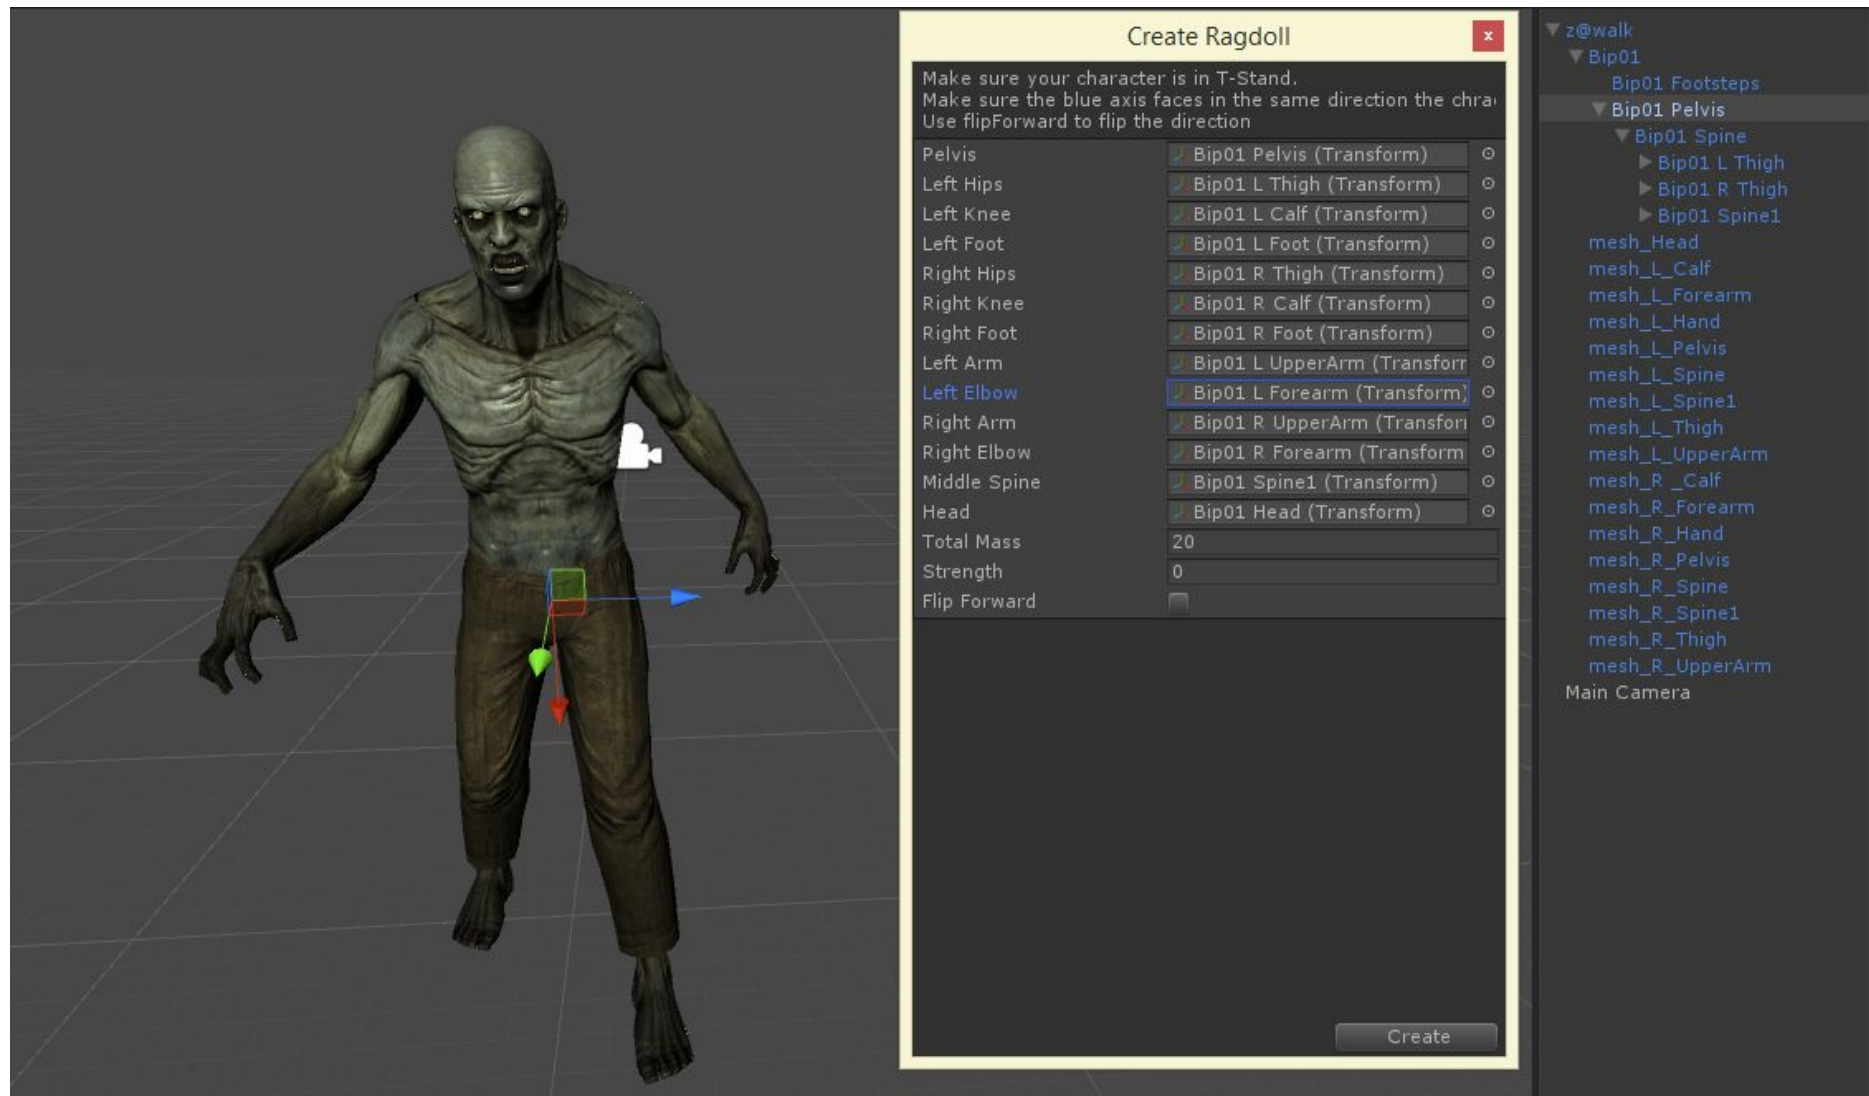 Create Ragdoll
x
Make sure your character is in T-Stand.
Make sure the blue axis faces in the same direction the chra
Use flipForward to flip the direction
Pelvis Bip01 Pelvis (Transform)
Left Hips Bip01 L Thigh (Transform)
Left Knee Bip01 L Calf (Transform)
Left Foot Bip01 L Foot (Transform)
Right Hips Bip01 R Thigh (Transform)
Right Knee Bip01 R Calf (Transform)
Right Foot Bip01 R Foot (Transform)
Left Arm Bip01 L UpperArm (Transforr
Left Elbow Bip01 L Forearm (Transform)
Right Arm Bip01 R UpperArm (Transfor
Right Elbow Bip01 R Forearm (Transform
Middle Spine Bip01 Spine1 (Transform)
Head Bip01 Head (Transform)
Total Mass 20
Strength 0
Flip Forward
Create
z@walk
Bip01
Bip01 Footsteps
Bip01 Pelvis
Bip01 Spine
Bip01 L Thigh
Bip01 R Thigh
Bip01 Spine1
mesh_Head
mesh_L_Calf
mesh_L_Forearm
mesh_L_Hand
mesh_L_Pelvis
mesh_L_Spine
mesh_L_Spine1
mesh_L_Thigh
mesh_L_UpperArm
mesh_R _Calf
mesh_R_Forearm
mesh_R_Hand
mesh_R_Pelvis
mesh_R_Spine
mesh_R_Spine1
mesh_R_Thigh
mesh_R_UpperArm
Main Camera